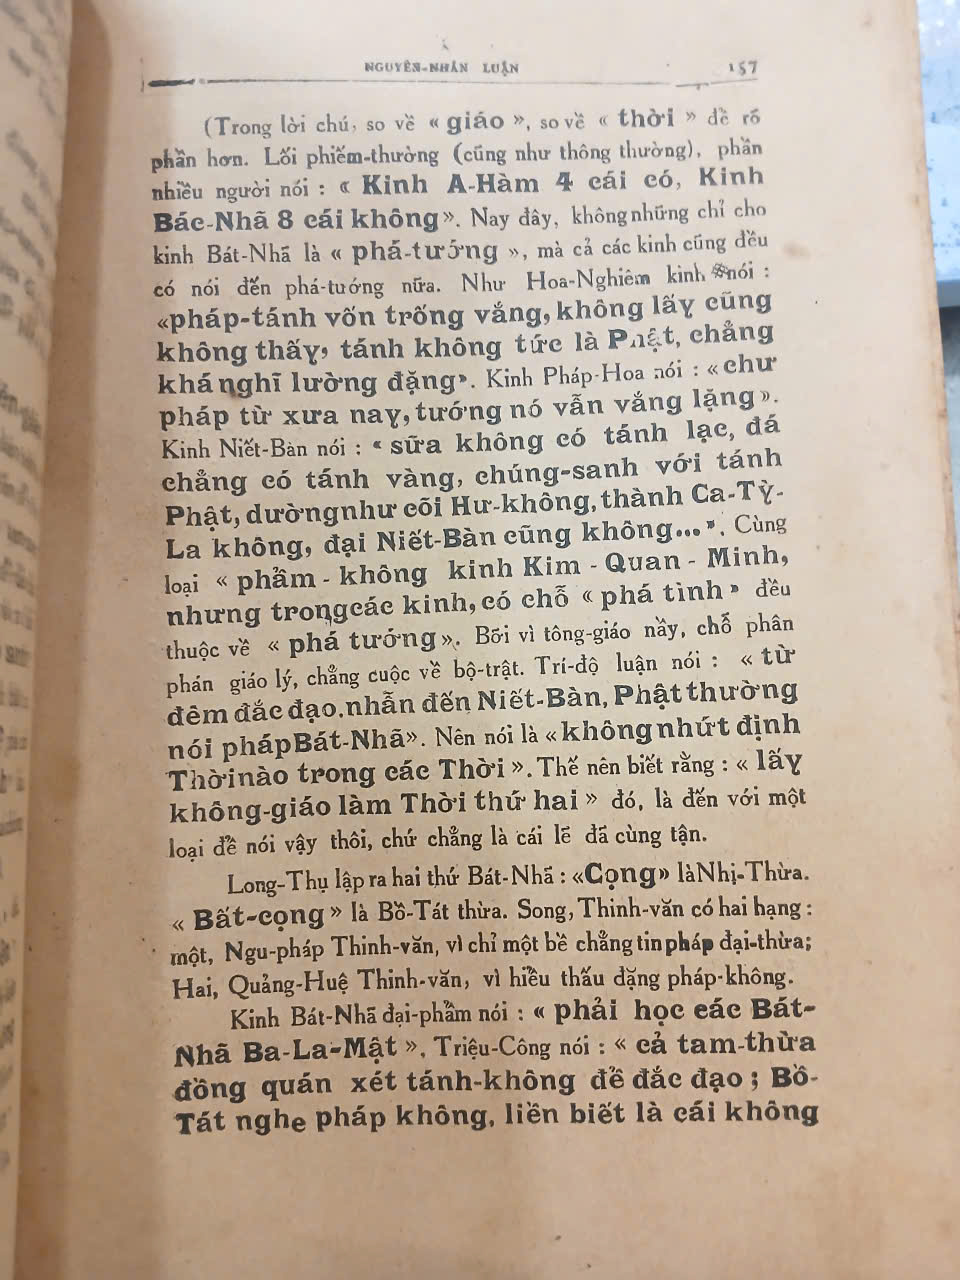 NGUYÊN-NHÂN LUẬN 157
(Trong lời chú, so về « giáo », so về « thời » dề rõ
phần hơn. Lối phiếm-thường (cũng như thông thường), phần
nhiều người nói : « Kinh A-Hàm 4 cái có, Kinh
Bác-Nhã 8 cái không». Nay đây, không những chỉ cho
kinh Bát-Nhã là « phá-tướng », mà cả các kinh cũng đều
có nói đến phá-tướng nữa. Như Hoa-Nghiêm kinh nói :
«pháp-tánh vốn trống vắng, không lấy cũng
không thấy, tánh không tức là Phật, chẳng
khá nghĩ lường đặng». Kinh Pháp-Hoa nói : « chư
pháp từ xưa nay, tướng nó vẫn vắng lặng ».
Kinh Niết-Bàn nói : « sữa không có tánh lạc, đá
chẳng có tánh vàng, chúng-sanh với tánh
Phật, dường như cõi Hư-không, thành Ca-Tỳ-
La không, đại Niết-Bàn cũng không... ». Cùng
loại « phẩm - không kinh Kim - Quan - Minh,
nhưng trong các kinh, có chỗ « phá tình » đều
thuộc về « phá tướng ». Bởi vì tông-giáo nầy, chỗ phân
phán giáo lý, chẳng cuộc về bộ-trật. Trí-độ luận nói : « từ
đêm đắc đạo, nhẫn đến Niết-Bàn, Phật thường
nói pháp Bát-Nhã». Nên nói là «không nhứt định
Thời nào trong các Thời ». Thế nên biết rằng : « lấy
không-giáo làm Thời thứ hai » đó, là đến với một
loại đề nói vậy thôi, chứ chẳng là cái lẽ đã cùng tận.
Long-Thụ lập ra hai thứ Bát-Nhã : «Cọng» là Nhị-Thừa.
« Bất-cọng » là Bồ-Tát thừa. Song, Thinh-văn có hai hạng :
một, Ngu-pháp Thinh-văn, vì chỉ một bề chẳng tin pháp đại-thừa;
Hai, Quảng-Huệ Thinh-văn, vì hiểu thấu dặng pháp-không.
Kinh Bát-Nhã đại-phẩm nói : « phải học các Bát-
Nhã Ba-La-Mật ». Triệu-Công nói : « cả tam-thừa
đồng quán xét tánh-không để đắc đạo ; Bồ-
Tát nghe pháp không, liền biết là cái không